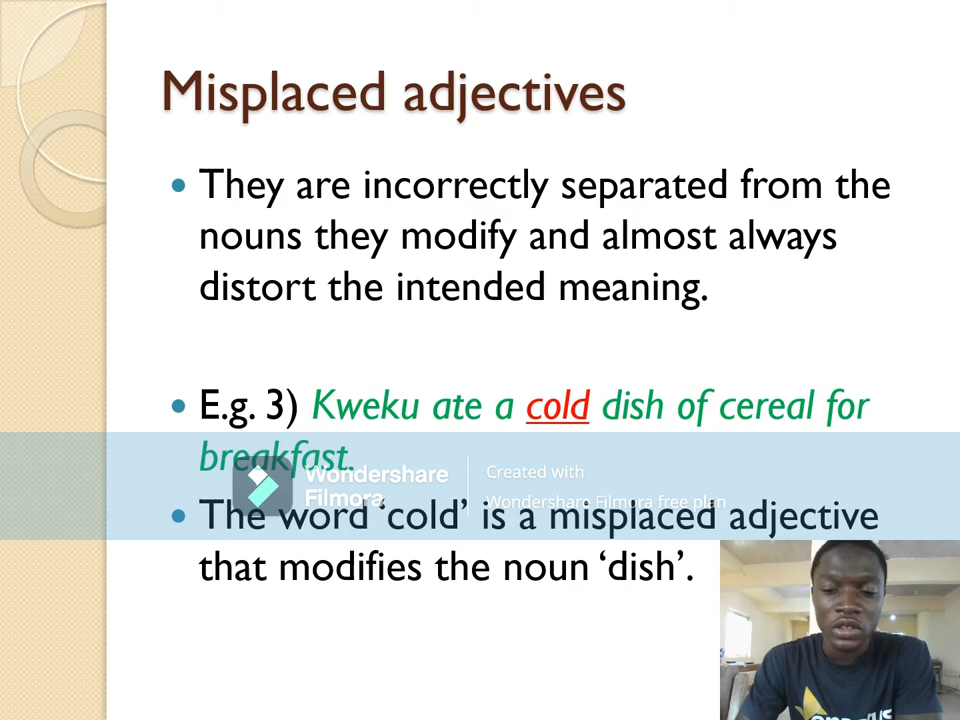 Misplaced adjectives
They are incorrectly separated from the
nouns they modify and almost always
distort the intended meaning.
E.g. 3) Kweku ate a cold dish of cereal for
breakfast.
Wondershare
Filmora
Created with
Wondershare Filmora free plan
The word ‘cold’ is a misplaced adjective
that modifies the noun ‘dish’.